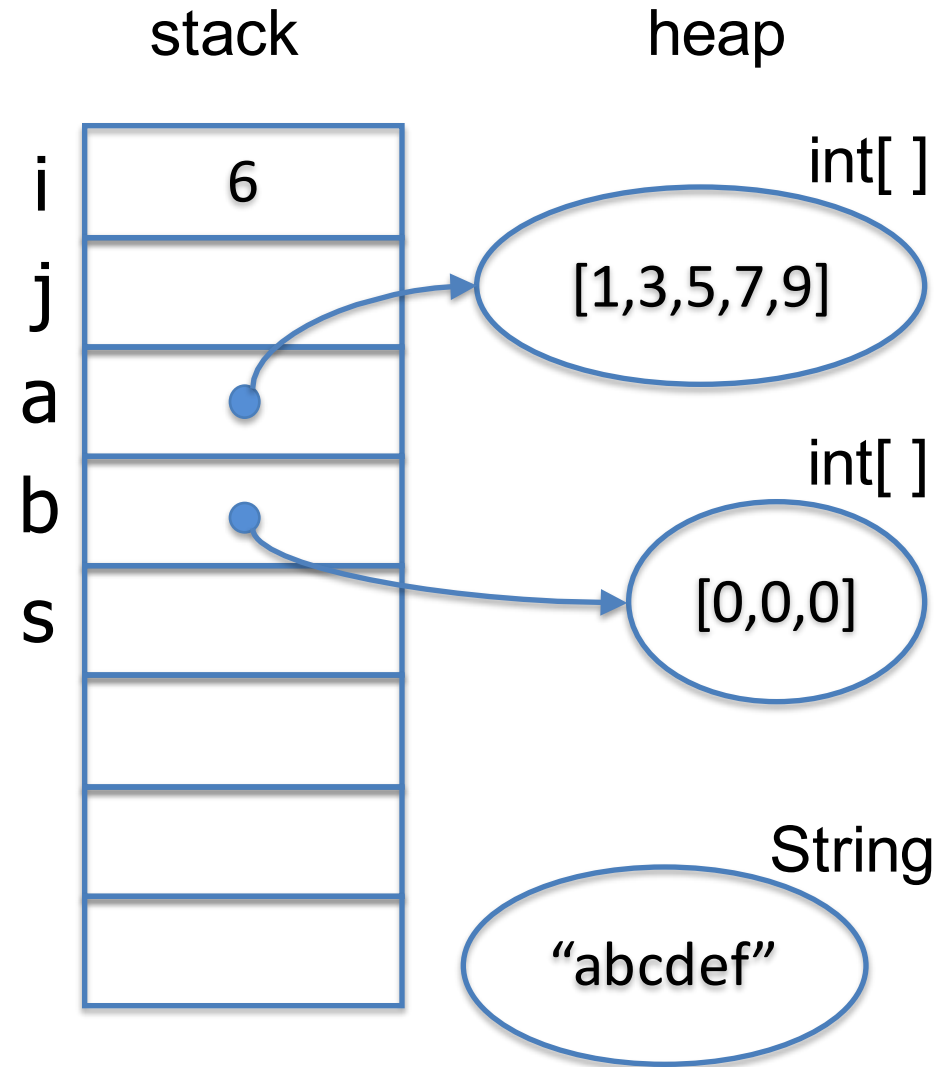 stack heap
int[ ]
i 6
j [1,3,5,7,9]
a
int[ ]
b
s [0,0,0]
String
“abcdef”